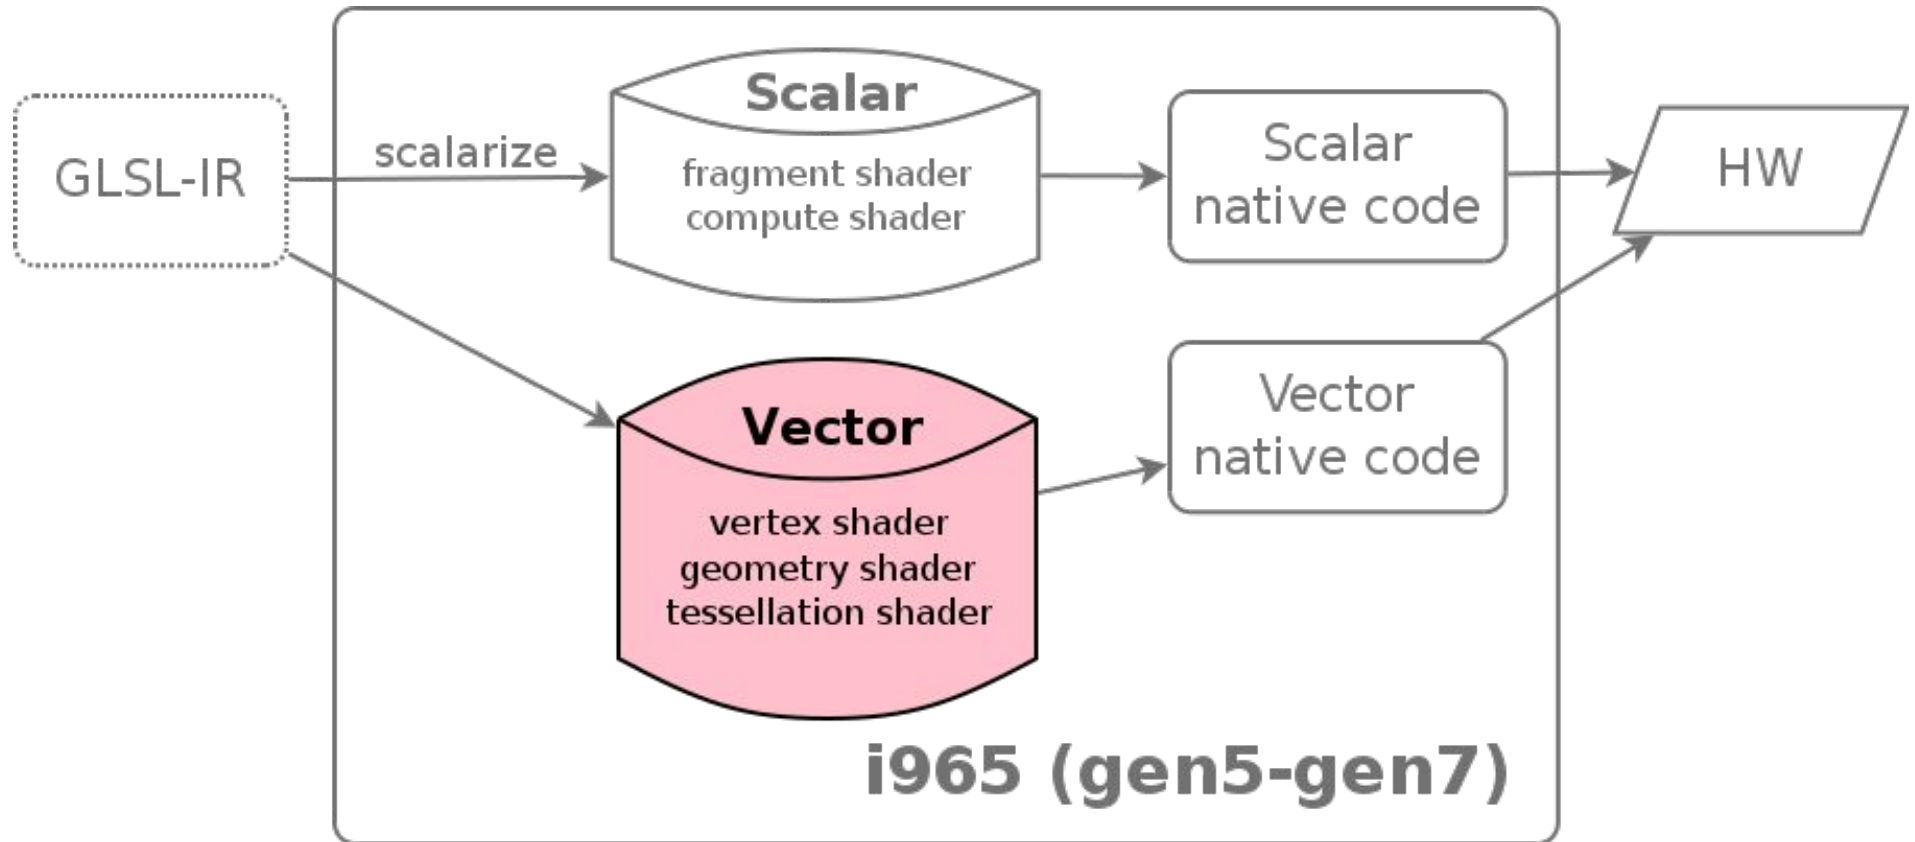 GLSL-IR
scalarize
Scalar
fragment shader
compute shader
Scalar
native code
HW
Vector
vertex shader
geometry shader
tessellation shader
Vector
native code
i965 (gen5-gen7)